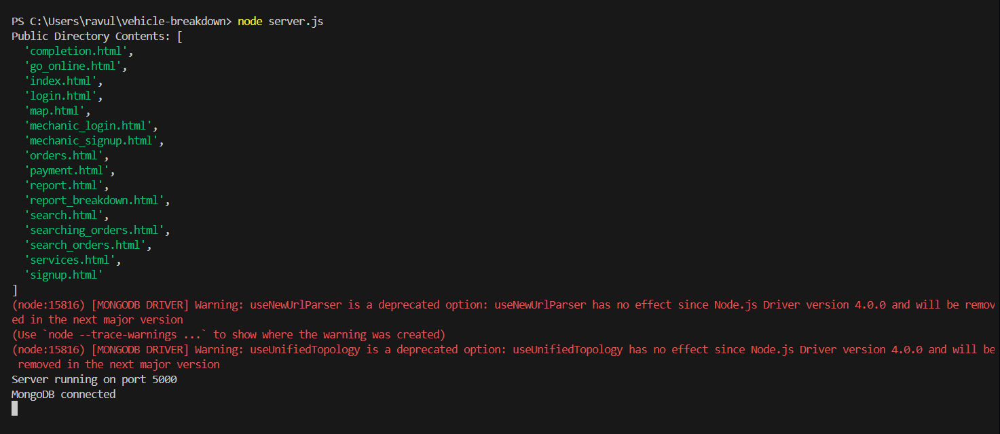 PS C:\Users\ravul\vehicle-breakdown> node server.js
Public Directory Contents: [
  'completion.html',
  'go_online.html',
  'index.html',
  'login.html',
  'map.html',
  'mechanic_login.html',
  'mechanic_signup.html',
  'orders.html',
  'payment.html',
  'report.html',
  'report_breakdown.html',
  'search.html',
  'searching_orders.html',
  'search_orders.html',
  'services.html',
  'signup.html'
]
(node:15816) [MONGODB DRIVER] Warning: useNewUrlParser is a deprecated option: useNewUrlParser has no effect since Node.js Driver version 4.0.0 and will be remov
ed in the next major version
(Use `node --trace-warnings ...` to show where the warning was created)
(node:15816) [MONGODB DRIVER] Warning: useUnifiedTopology is a deprecated option: useUnifiedTopology has no effect since Node.js Driver version 4.0.0 and will be
 removed in the next major version
Server running on port 5000
MongoDB connected